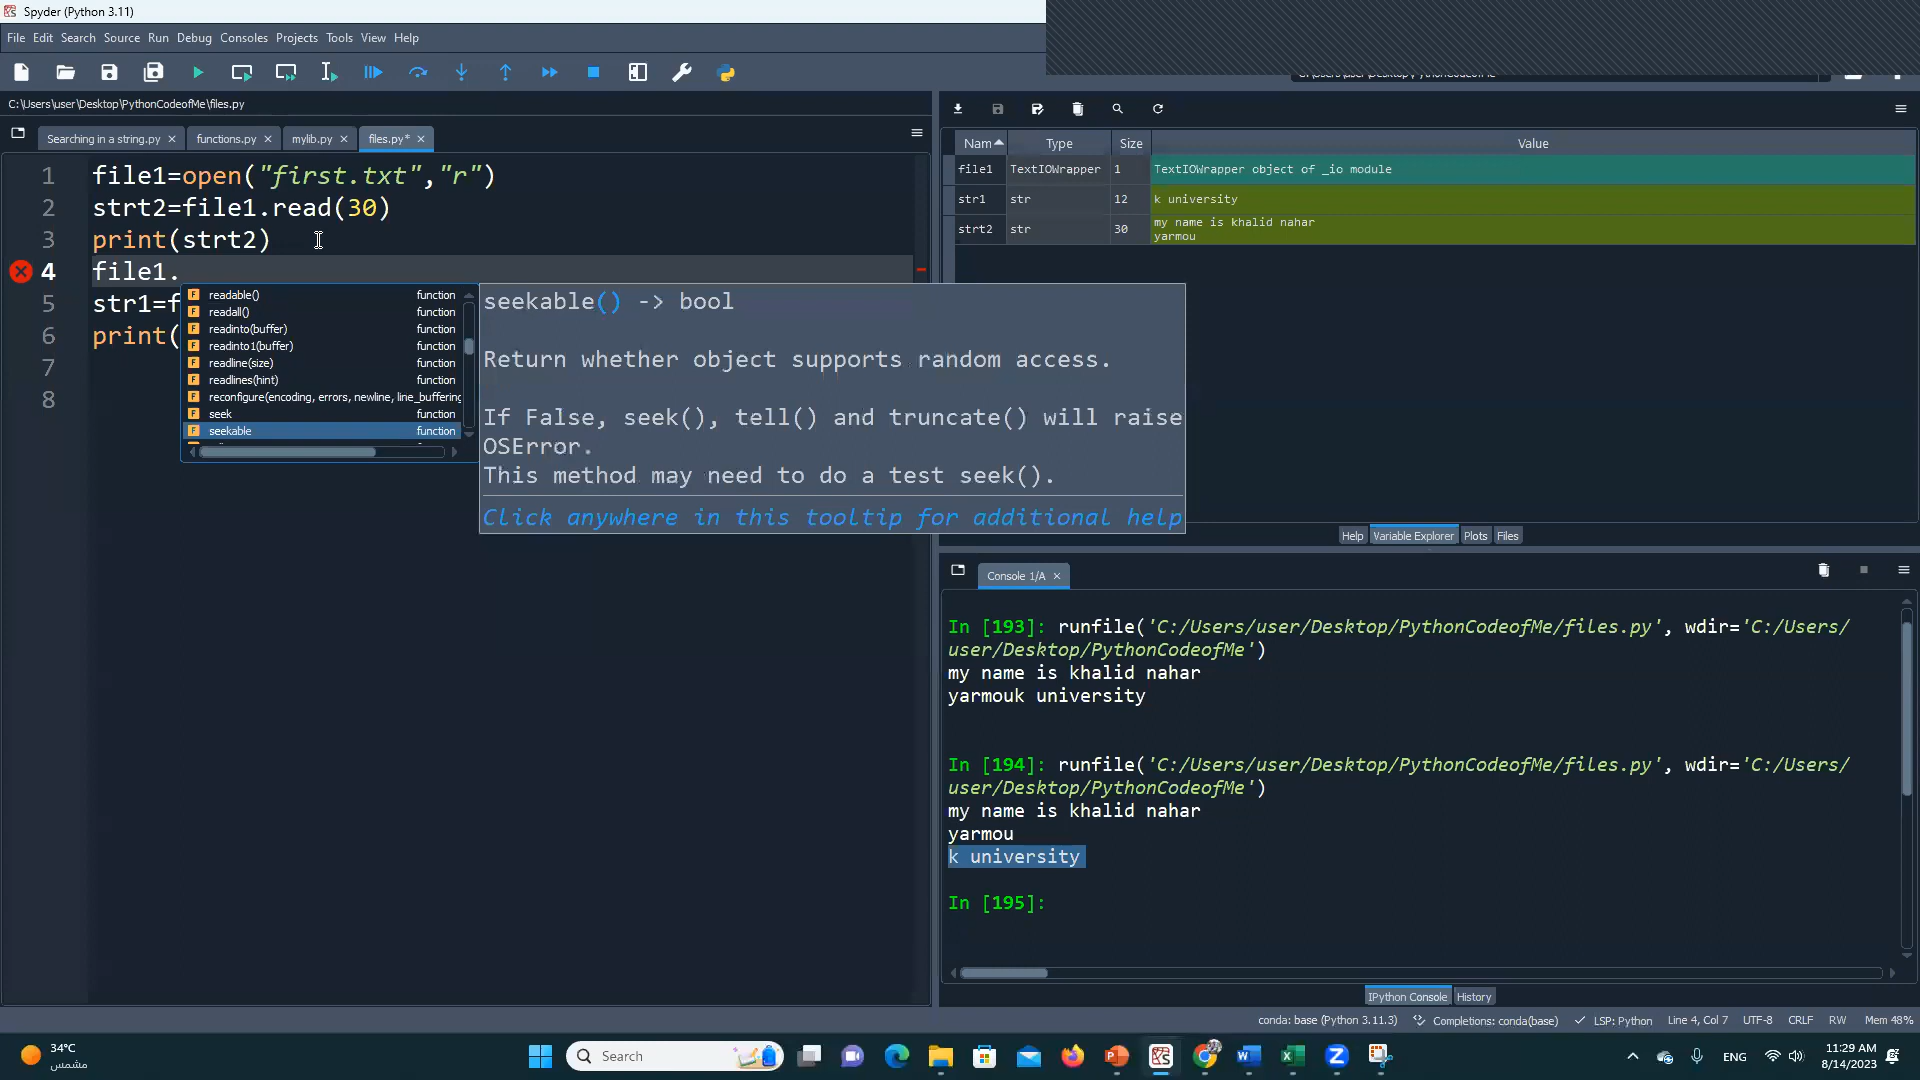 Spyder (Python 3.11)
File Edit Search Source Run Debug Consoles Projects Tools View Help
C:\Users\user\Desktop\PythonCodeofMe\files.py
Searching in a string.py functions.py mylib.py files.py*
1 file1=open("first.txt","r")
2 strt2=file1.read(30)
3 print(strt2)
4 file1.
5 str1=f
6 print(
7
8
readable() function
readall() function
readinto(buffer) function
readinto1(buffer) function
readline(size) function
readlines(hint) function
reconfigure(encoding, errors, newline, line_buffering
seek function
seekable function
seekable() -> bool
Return whether object supports random access.
If False, seek(), tell() and truncate() will raise
OSError.
This method may need to do a test seek().
Click anywhere in this tooltip for additional help
Nam Type Size Value
file1 TextIOWrapper 1 TextIOWrapper object of _io module
str1 str 12 k university
strt2 str 30 my name is khalid nahar
yarmou
Help Variable Explorer Plots Files
Console 1/A
In [193]: runfile('C:/Users/user/Desktop/PythonCodeofMe/files.py', wdir='C:/Users/
user/Desktop/PythonCodeofMe')
my name is khalid nahar
yarmouk university
In [194]: runfile('C:/Users/user/Desktop/PythonCodeofMe/files.py', wdir='C:/Users/
user/Desktop/PythonCodeofMe')
my name is khalid nahar
yarmou
k university
In [195]:
IPython Console History
conda: base (Python 3.11.3) Completions: conda(base) LSP: Python Line 4, Col 7 UTF-8 CRLF RW Mem 48%
34°C
مشمس
Search
ENG
11:29 AM
8/14/2023